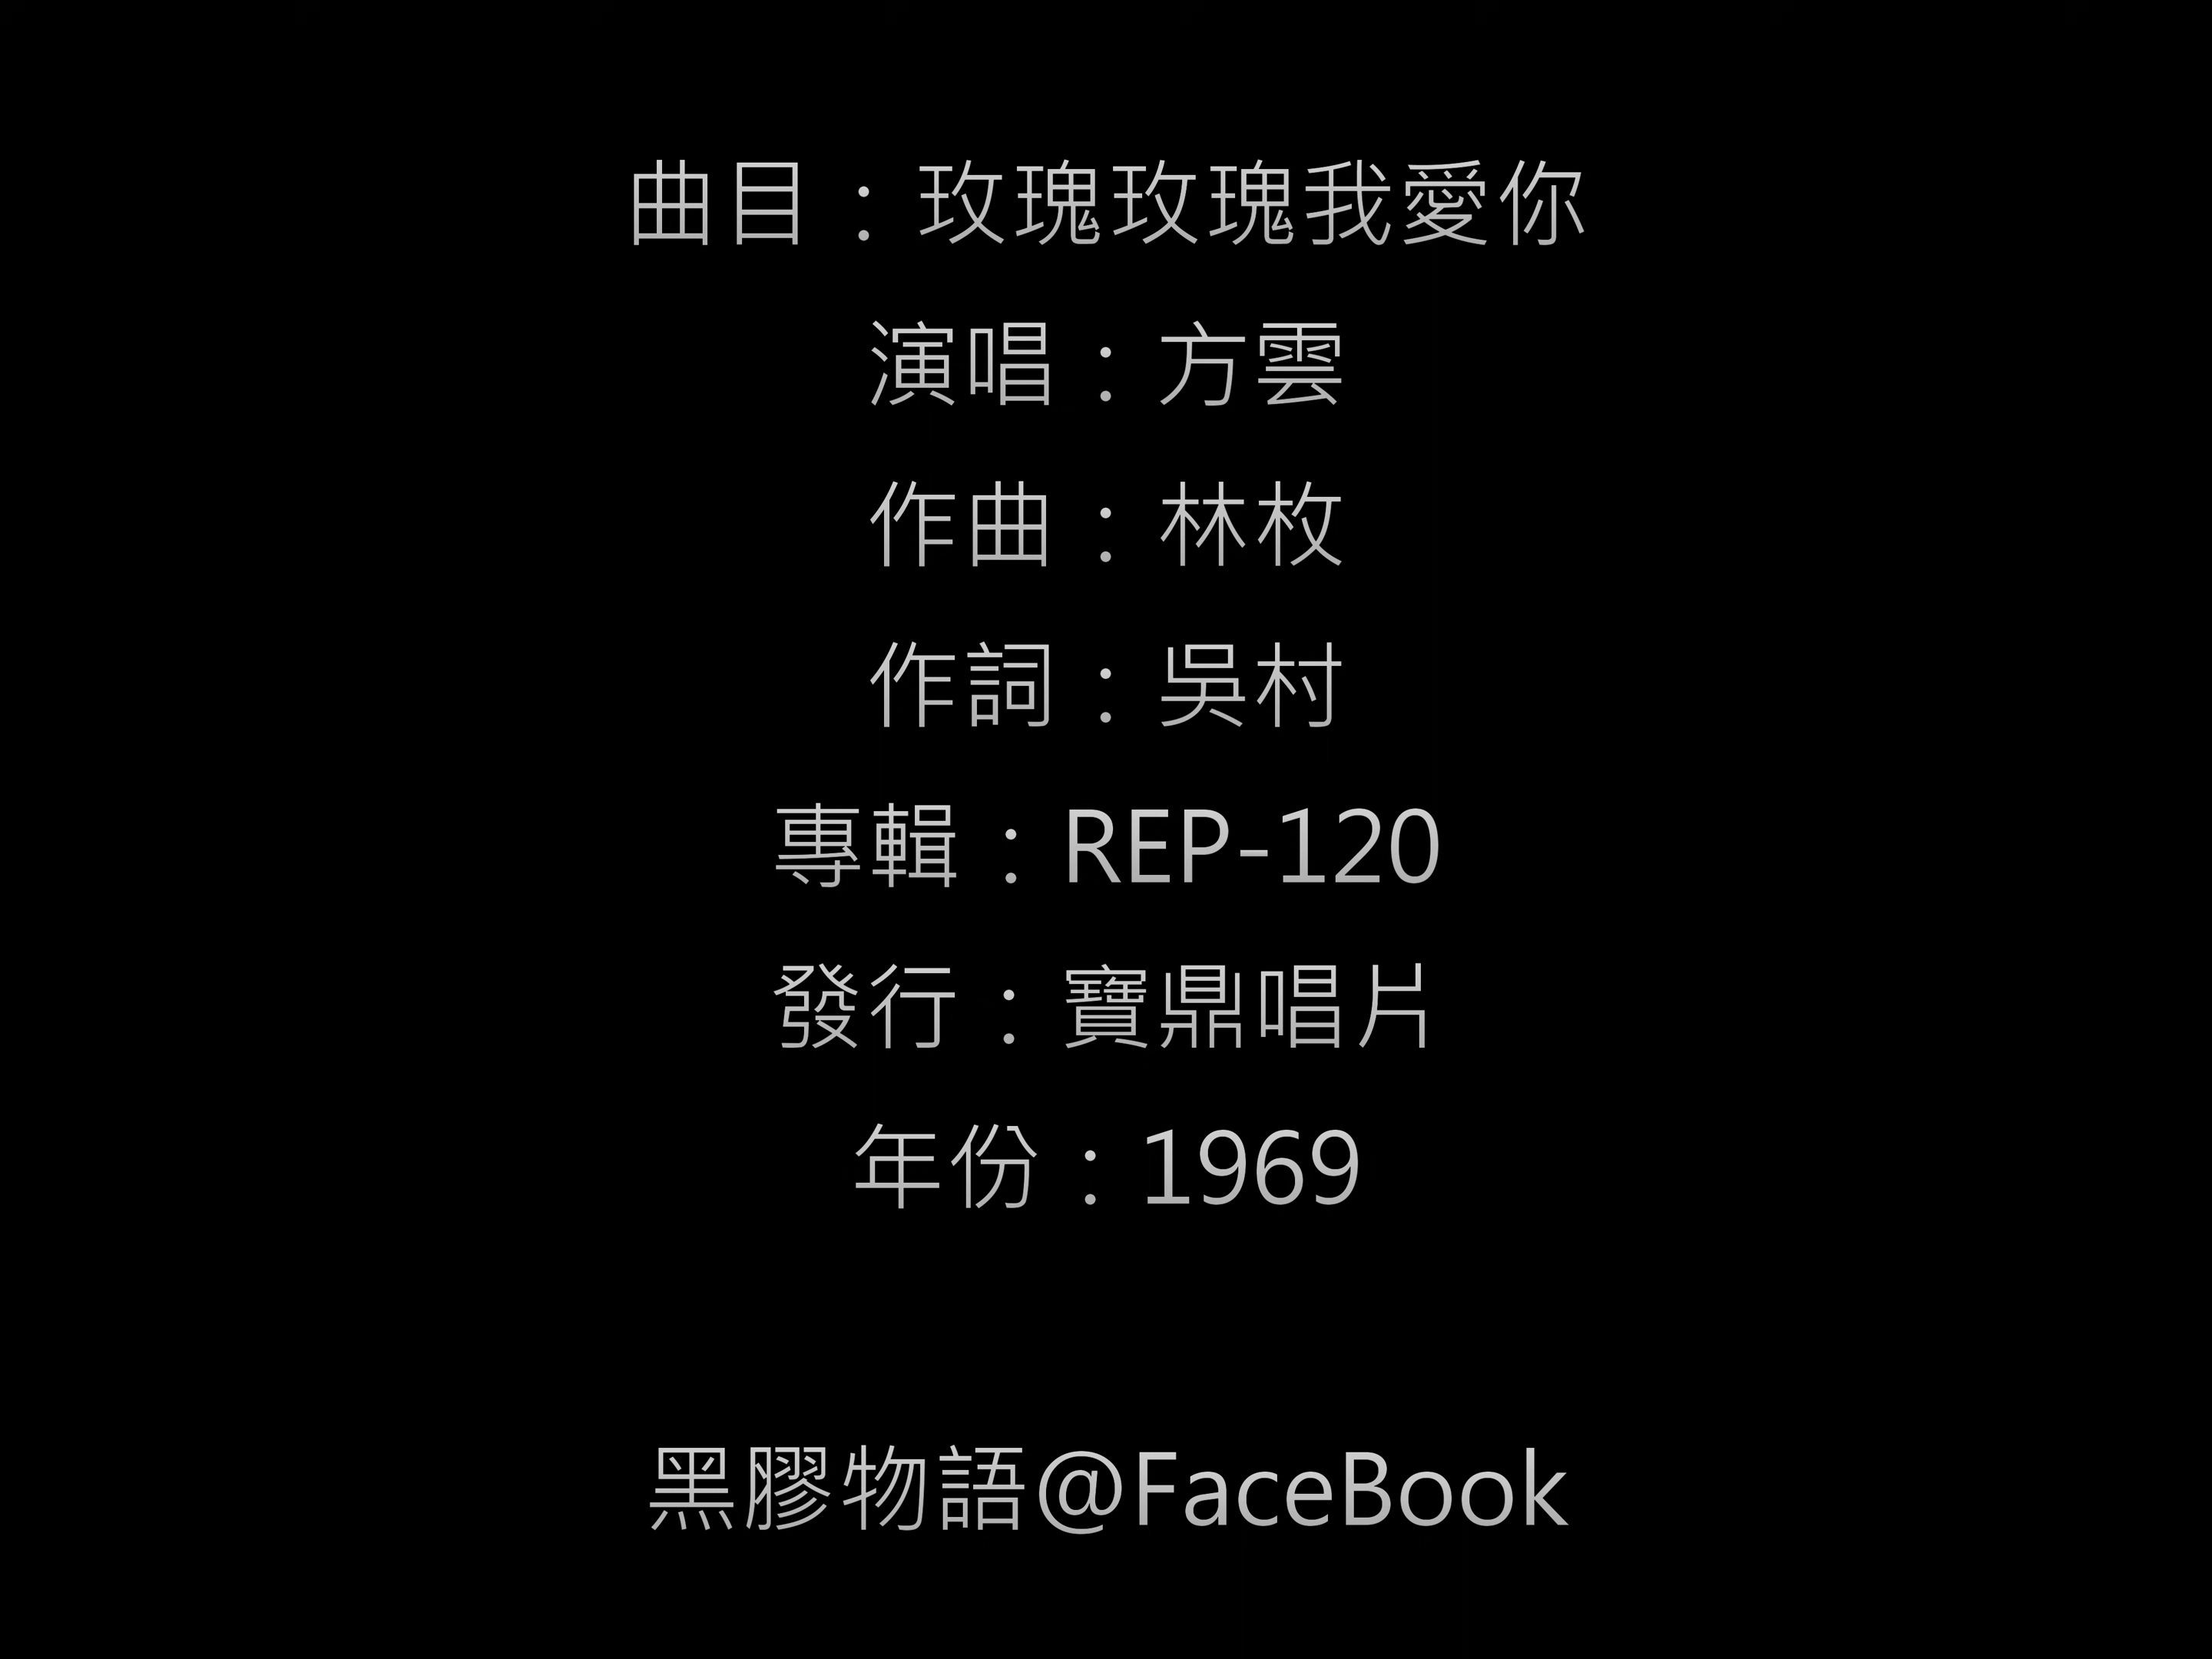 曲目：玫瑰玫瑰我愛你
演唱：方雲
作曲：林枚
作詞：吳村
專輯：REP-120
發行：寶鼎唱片
年份：1969
黑膠物語@FaceBook